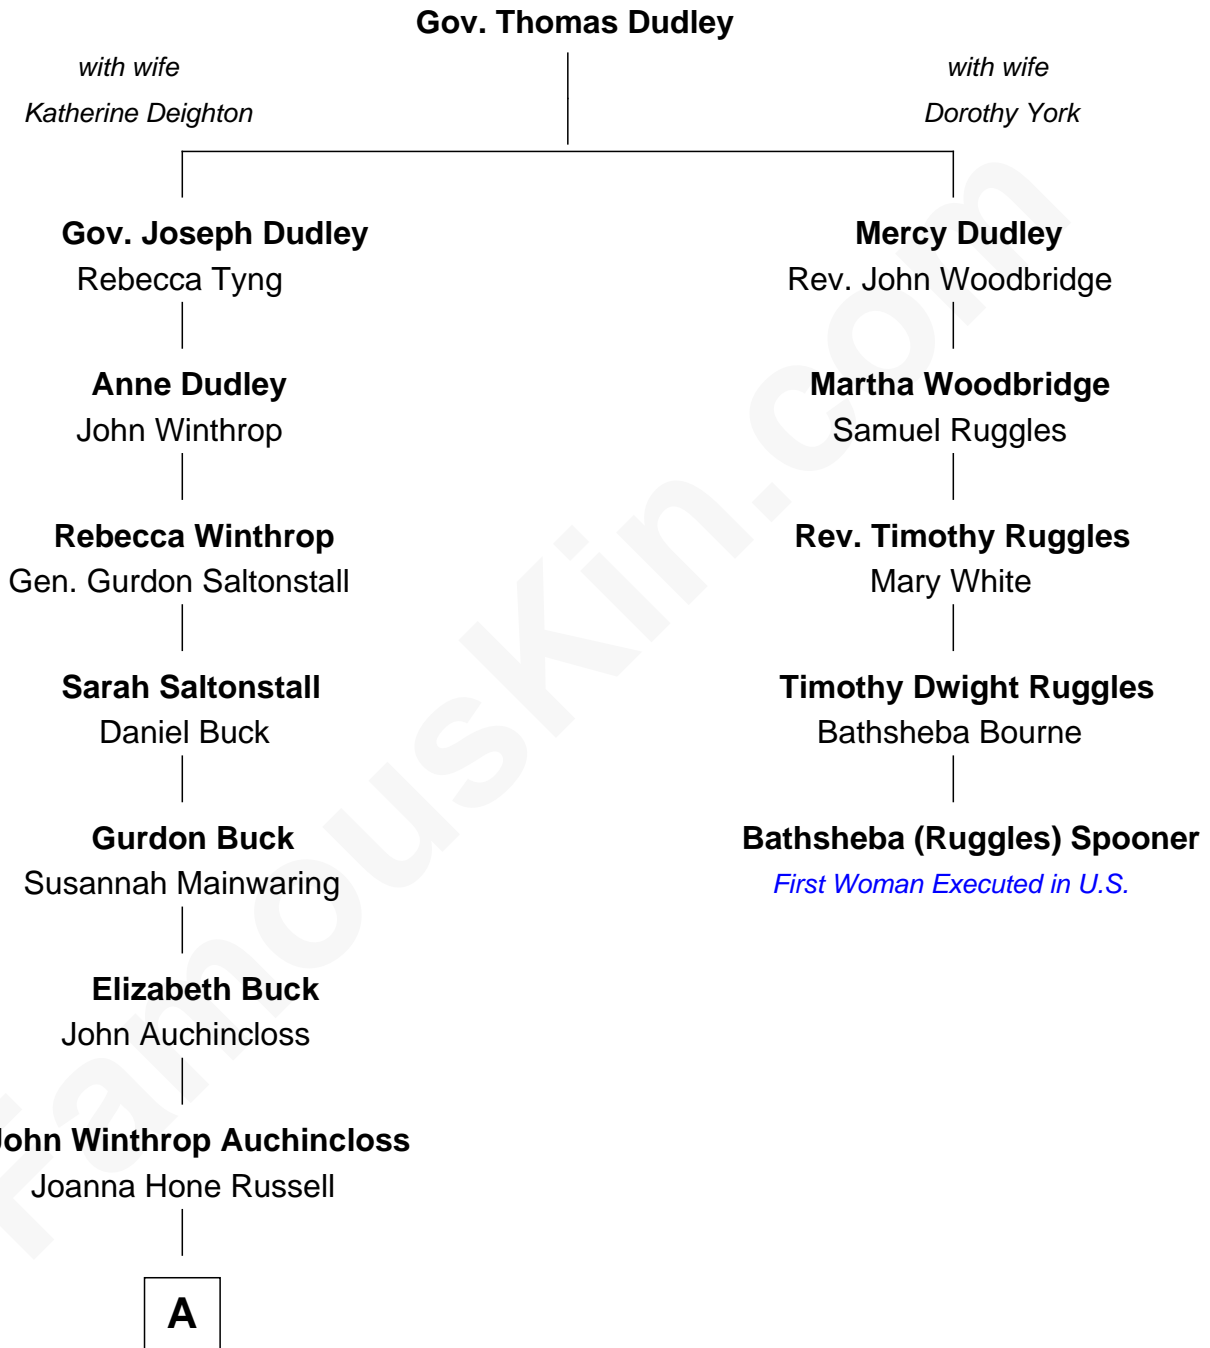 Gov. Thomas Dudley
with wife
Katherine Deighton
with wife
Dorothy York
Gov. Joseph Dudley
Rebecca Tyng
Mercy Dudley
Rev. John Woodbridge
Anne Dudley
John Winthrop
Martha Woodbridge
Samuel Ruggles
Rebecca Winthrop
Gen. Gurdon Saltonstall
Rev. Timothy Ruggles
Mary White
Sarah Saltonstall
Daniel Buck
Timothy Dwight Ruggles
Bathsheba Bourne
Gurdon Buck
Susannah Mainwaring
Bathsheba (Ruggles) Spooner
First Woman Executed in U.S.
Elizabeth Buck
John Auchincloss
John Winthrop Auchincloss
Joanna Hone Russell
A
FamousKin.com